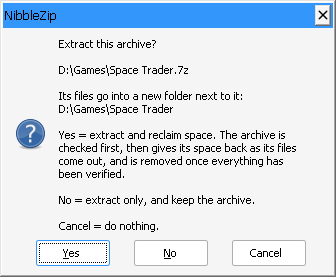 NibbleZip
Extract this archive?
D:\Games\Space Trader.7z
Its files go into a new folder next to it:
D:\Games\Space Trader
Yes = extract and reclaim space. The archive is
checked first, then gives its space back as its files
come out, and is removed once everything has
been verified.
No = extract only, and keep the archive.
Cancel = do nothing.
Yes
No
Cancel